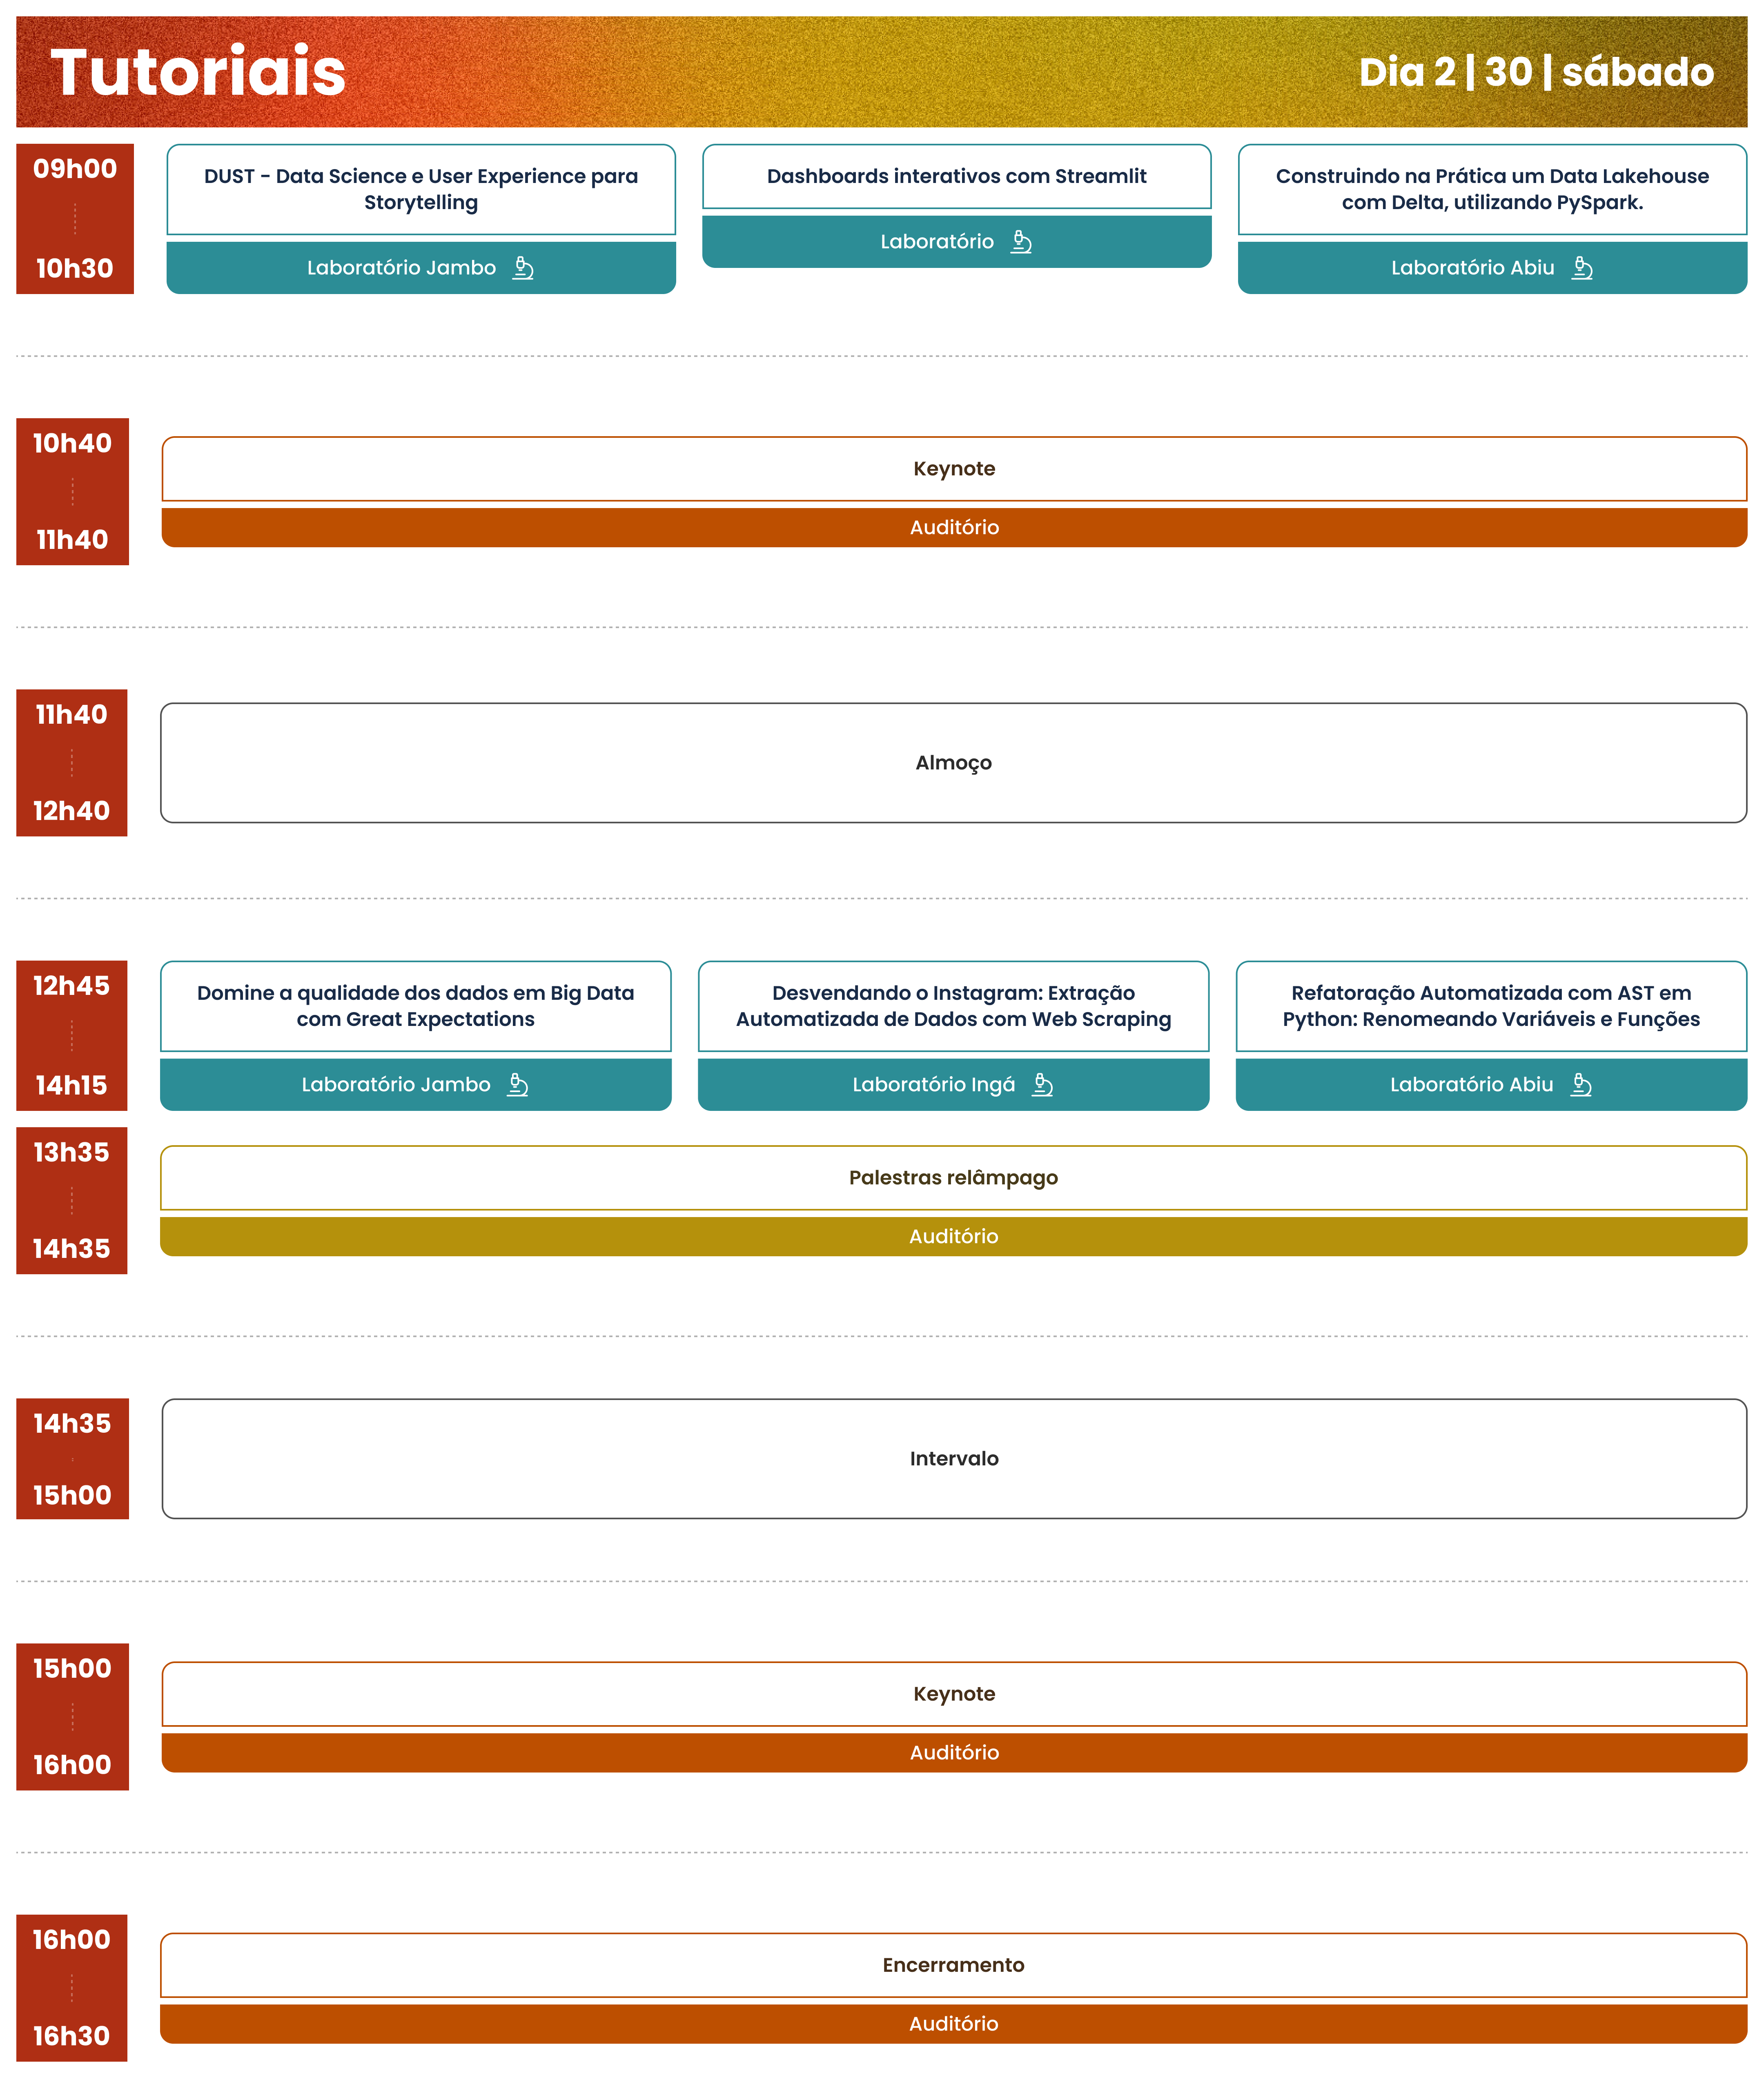 Tutoriais
Dia 2 | 30 | sábado
09h00
10h30
DUST - Data Science e User Experience para
Storytelling
Laboratório Jambo
Dashboards interativos com Streamlit
Laboratório
Construindo na Prática um Data Lakehouse
com Delta, utilizando PySpark.
Laboratório Abiu
10h40
11h40
Keynote
Auditório
11h40
12h40
Almoço
12h45
14h15
Domine a qualidade dos dados em Big Data
com Great Expectations
Laboratório Jambo
Desvendando o Instagram: Extração
Automatizada de Dados com Web Scraping
Laboratório Ingá
Refatoração Automatizada com AST em
Python: Renomeando Variáveis e Funções
Laboratório Abiu
13h35
14h35
Palestras relâmpago
Auditório
14h35
15h00
Intervalo
15h00
16h00
Keynote
Auditório
16h00
16h30
Encerramento
Auditório